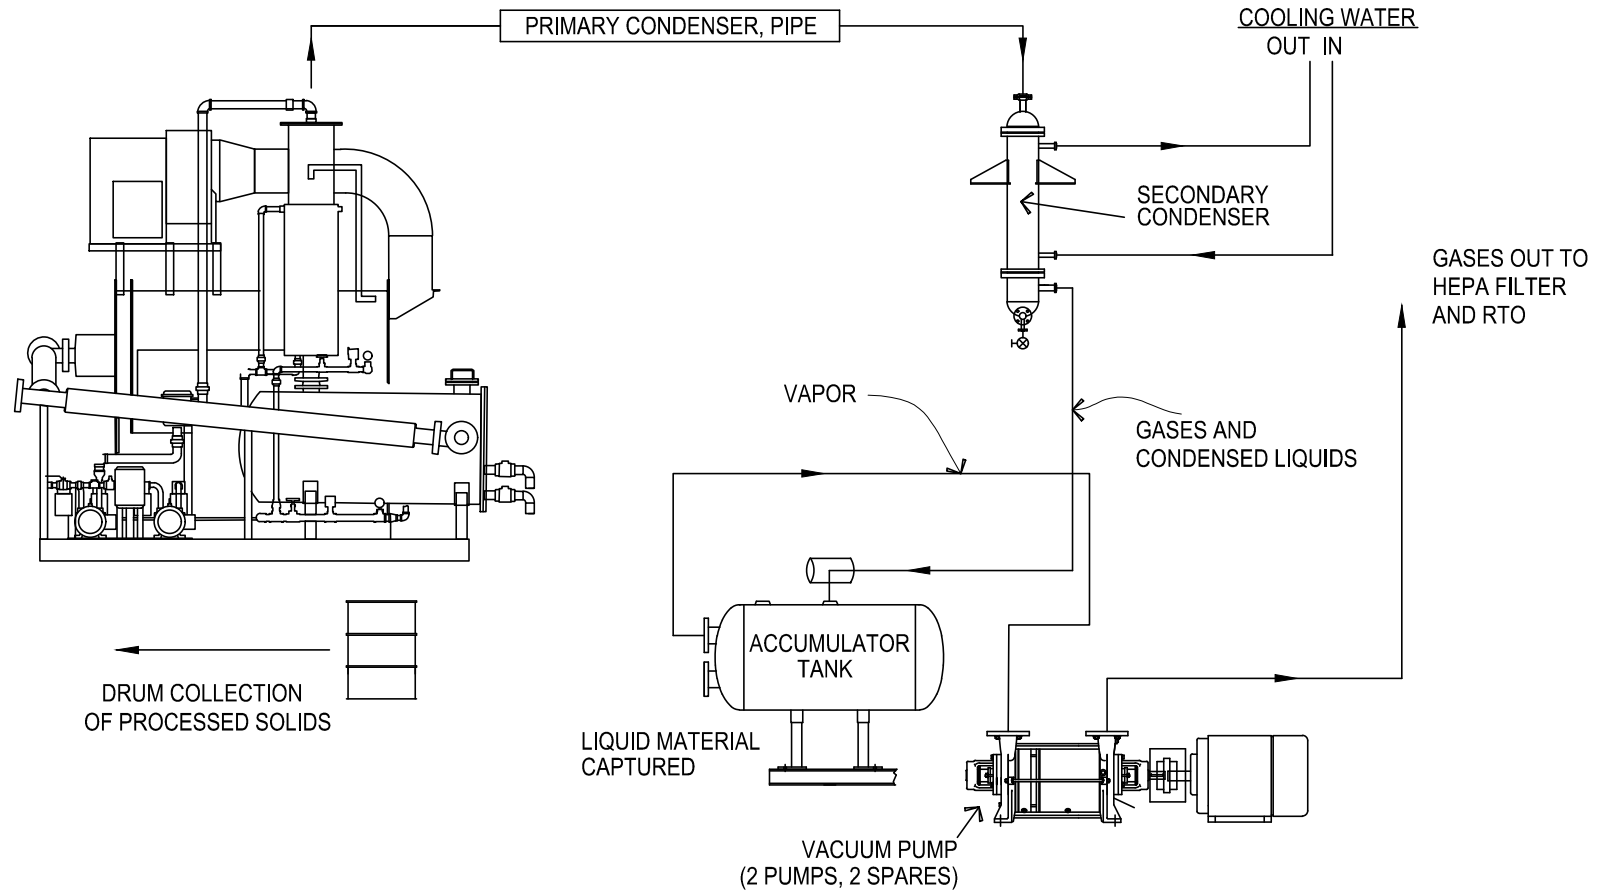 PRIMARY CONDENSER, PIPE
COOLING WATER
OUT IN
SECONDARY
CONDENSER
GASES OUT TO
HEPA FILTER
AND RTO
VAPOR
GASES AND
CONDENSED LIQUIDS
ACCUMULATOR
TANK
DRUM COLLECTION
OF PROCESSED SOLIDS
LIQUID MATERIAL
CAPTURED
VACUUM PUMP
(2 PUMPS, 2 SPARES)